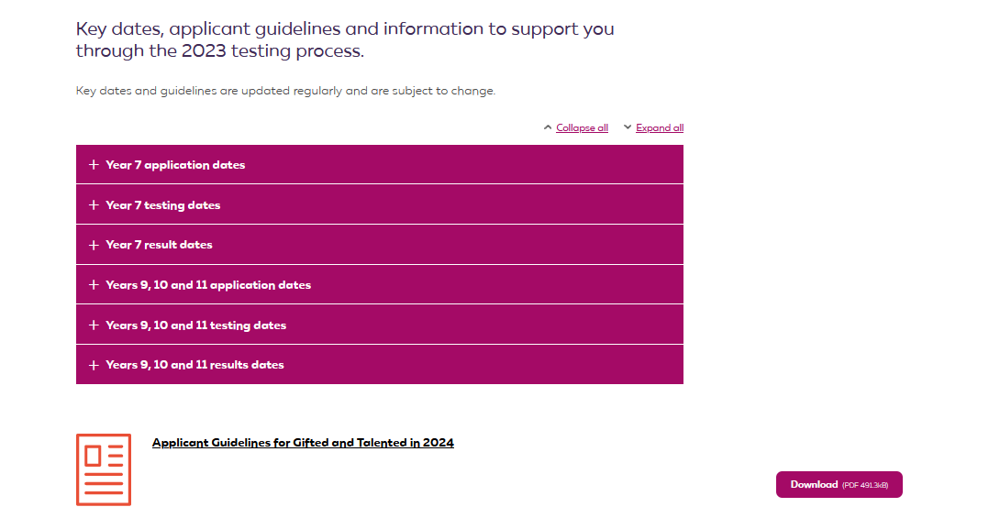 Key dates, applicant guidelines and information to support you
through the 2023 testing process.
Key dates and guidelines are updated regularly and are subject to change.
Collapse all Expand all
Year 7 application dates
Year 7 testing dates
Year 7 result dates
Years 9, 10 and 11 application dates
Years 9, 10 and 11 testing dates
Years 9, 10 and 11 results dates
Applicant Guidelines for Gifted and Talented in 2024
Download (PDF 491.3kB)